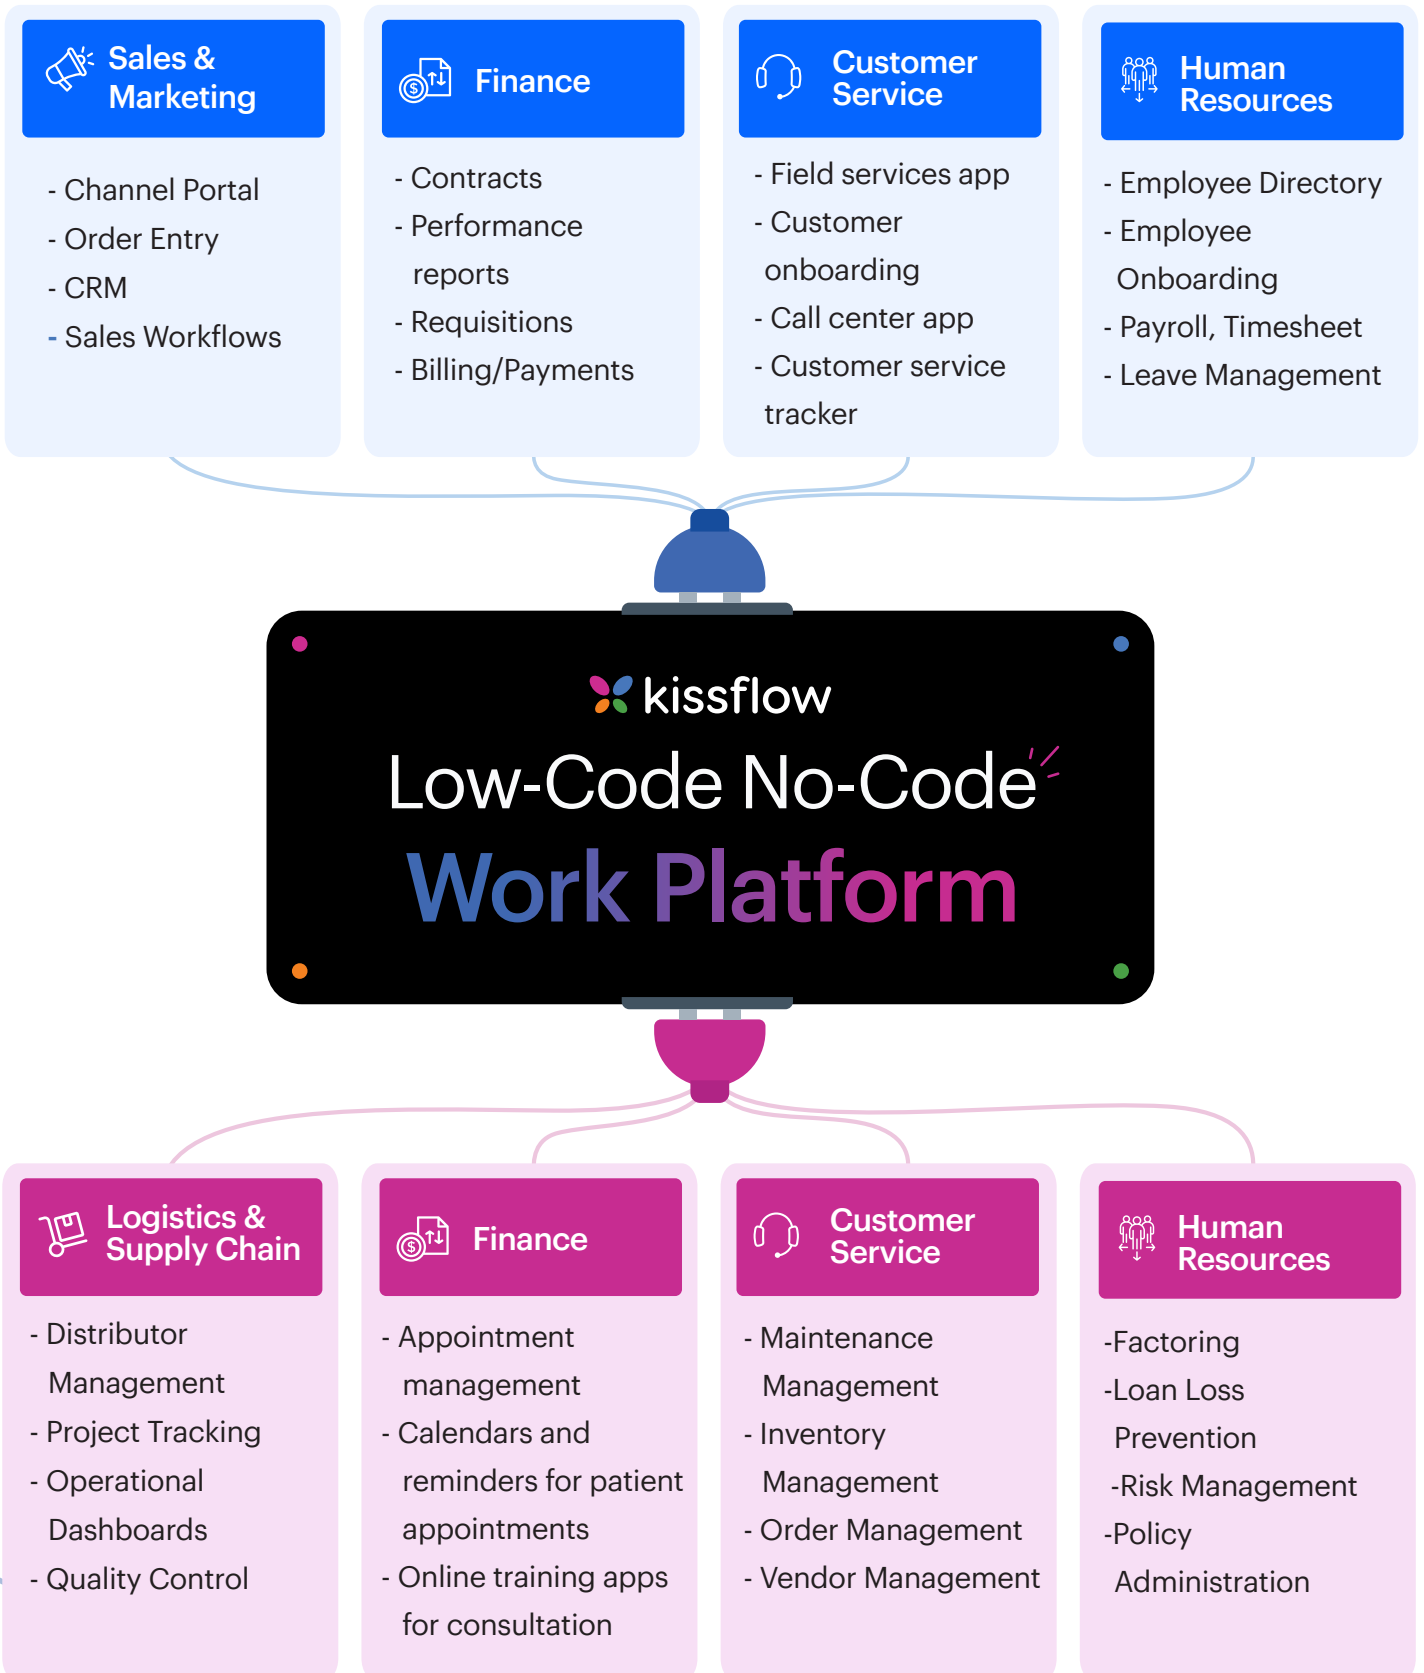 Sales &
Marketing
- Channel Portal
- Order Entry
- CRM
- Sales Workflows
Finance
- Contracts
- Performance
reports
- Requisitions
- Billing/Payments
Customer
Service
- Field services app
- Customer
onboarding
- Call center app
- Customer service
tracker
Human
Resources
- Employee Directory
- Employee
Onboarding
- Payroll, Timesheet
- Leave Management
kissflow
Low-Code No-Code
Work Platform
Logistics &
Supply Chain
- Distributor
Management
- Project Tracking
- Operational
Dashboards
- Quality Control
Finance
- Appointment
management
- Calendars and
reminders for patient
appointments
- Online training apps
for consultation
Customer
Service
- Maintenance
Management
- Inventory
Management
- Order Management
- Vendor Management
Human
Resources
-Factoring
-Loan Loss
Prevention
-Risk Management
-Policy
Administration